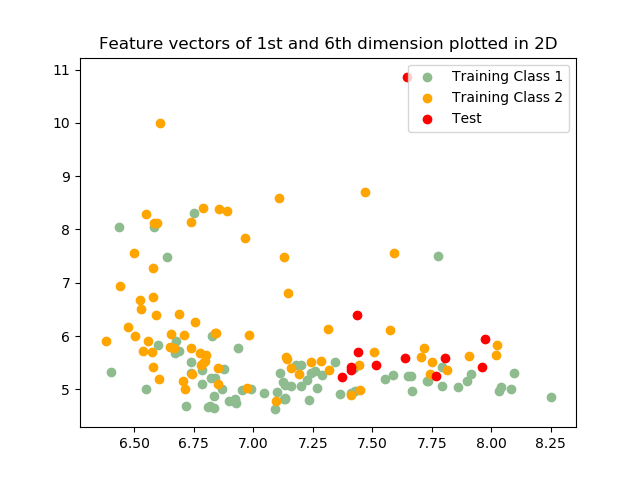 Feature vectors of 1st and 6th dimension plotted in 2D
Training Class 1
Training Class 2
Test
11
10
9
8
7
6
5
6.50 6.75 7.00 7.25 7.50 7.75 8.00 8.25